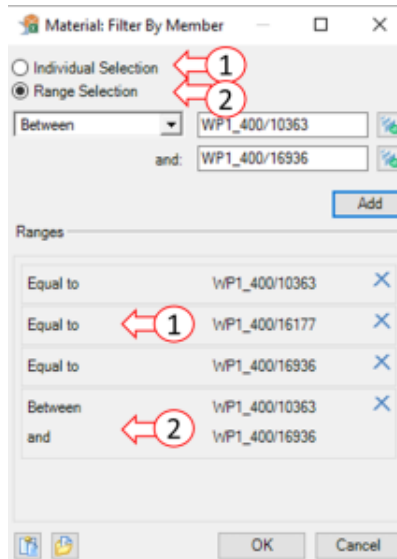 Material: Filter By Member
Individual Selection 1
Range Selection 2
Between WP1_400/10363
and: WP1_400/16936
Add
Ranges
Equal to WP1_400/10363
Equal to 1 WP1_400/16177
Equal to WP1_400/16936
Between WP1_400/10363
and 2 WP1_400/16936
OK Cancel